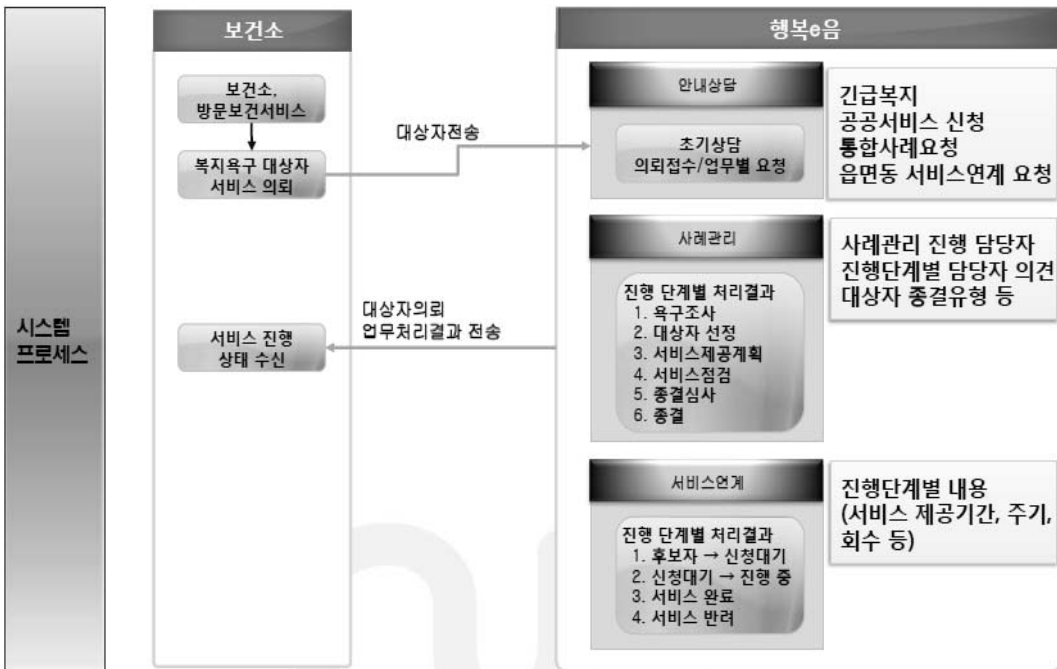 시스템
프로세스
보건소
보건소,
방문보건서비스
복지욕구 대상자
서비스 의뢰
대상자전송
서비스 진행
상태 수신
대상자의뢰
업무처리결과 전송
행복e음
안내상담
초기상담
의뢰접수/업무별 요청
긴급복지
공공서비스 신청
통합사례요청
읍면동 서비스연계 요청
사례관리
진행 단계별 처리결과
1. 욕구조사
2. 대상자 선정
3. 서비스제공계획
4. 서비스점검
5. 종결심사
6. 종결
사례관리 진행 담당자
진행단계별 담당자 의견
대상자 종결유형 등
서비스연계
진행 단계별 처리결과
1. 후보자 → 신청대기
2. 신청대기 → 진행 중
3. 서비스 완료
4. 서비스 반려
진행단계별 내용
(서비스 제공기간, 주기,
회수 등)